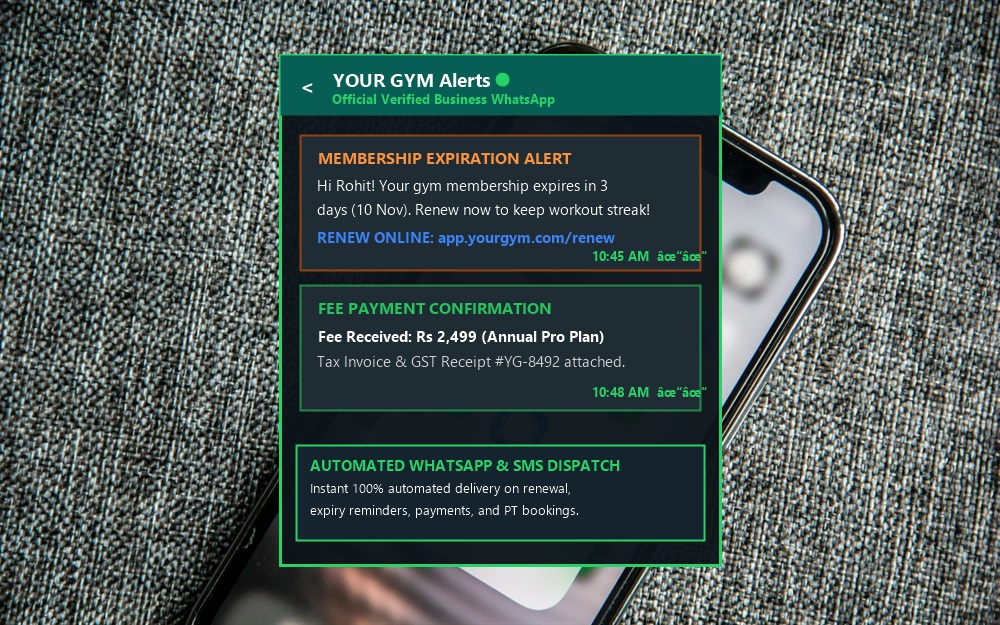 < YOUR GYM Alerts
Official Verified Business WhatsApp
MEMBERSHIP EXPIRATION ALERT
Hi Rohit! Your gym membership expires in 3
days (10 Nov). Renew now to keep workout streak!
RENEW ONLINE: app.yourgym.com/renew
10:45 AM âœ“âœ“
FEE PAYMENT CONFIRMATION
Fee Received: Rs 2,499 (Annual Pro Plan)
Tax Invoice & GST Receipt #YG-8492 attached.
10:48 AM âœ“âœ“
AUTOMATED WHATSAPP & SMS DISPATCH
Instant 100% automated delivery on renewal,
expiry reminders, payments, and PT bookings.